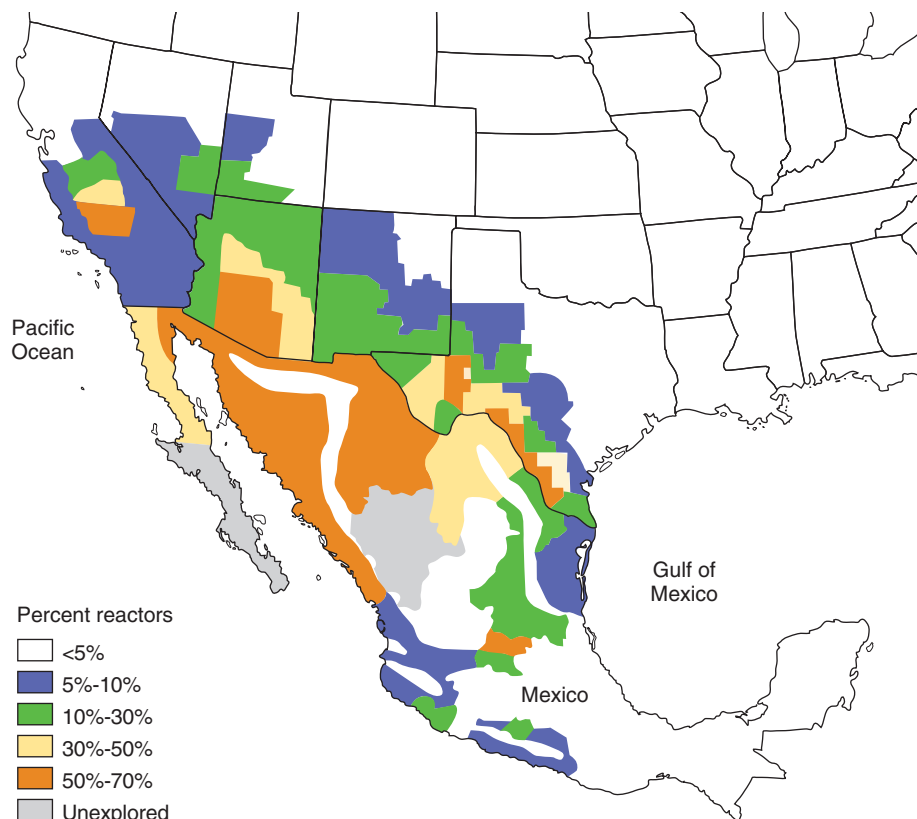 Pacific
Ocean
Gulf of
Mexico
Mexico
Percent reactors
<5%
5%-10%
10%-30%
30%-50%
50%-70%
Unexplored